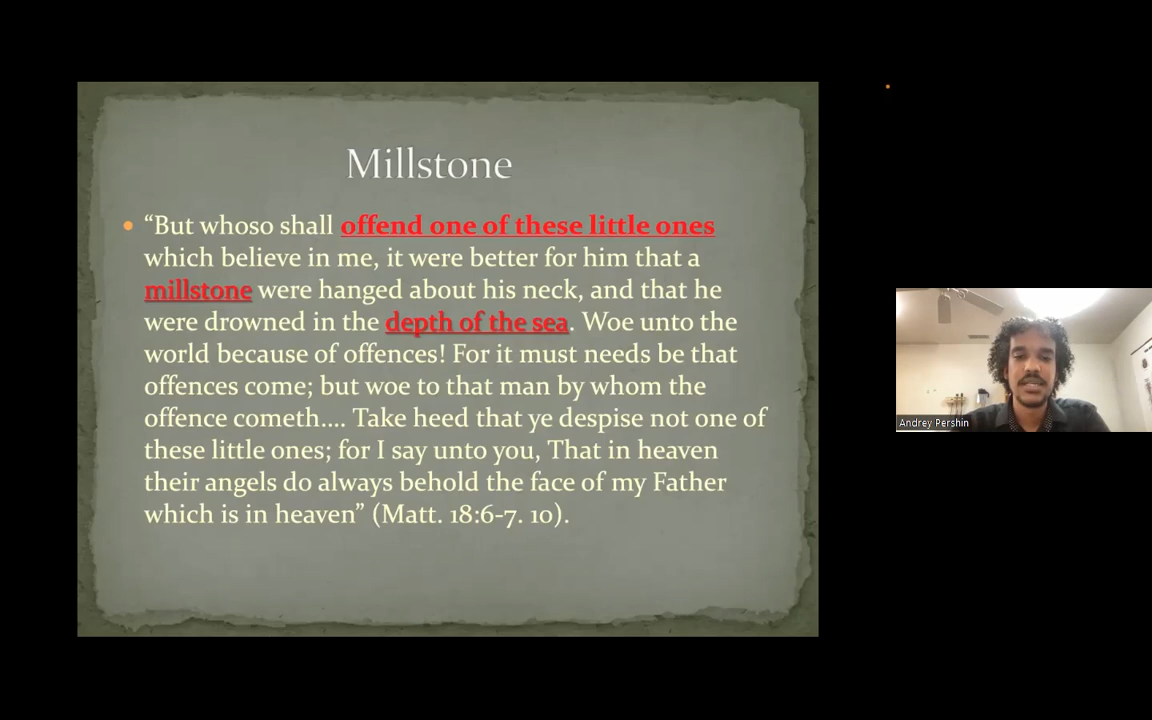 Millstone
• “But whoso shall offend one of these little ones
which believe in me, it were better for him that a
millstone were hanged about his neck, and that he
were drowned in the depth of the sea. Woe unto the
world because of offences! For it must needs be that
offences come; but woe to that man by whom the
offence cometh…. Take heed that ye despise not one of
these little ones; for I say unto you, That in heaven
their angels do always behold the face of my Father
which is in heaven” (Matt. 18:6-7. 10).
Andrey Pershin